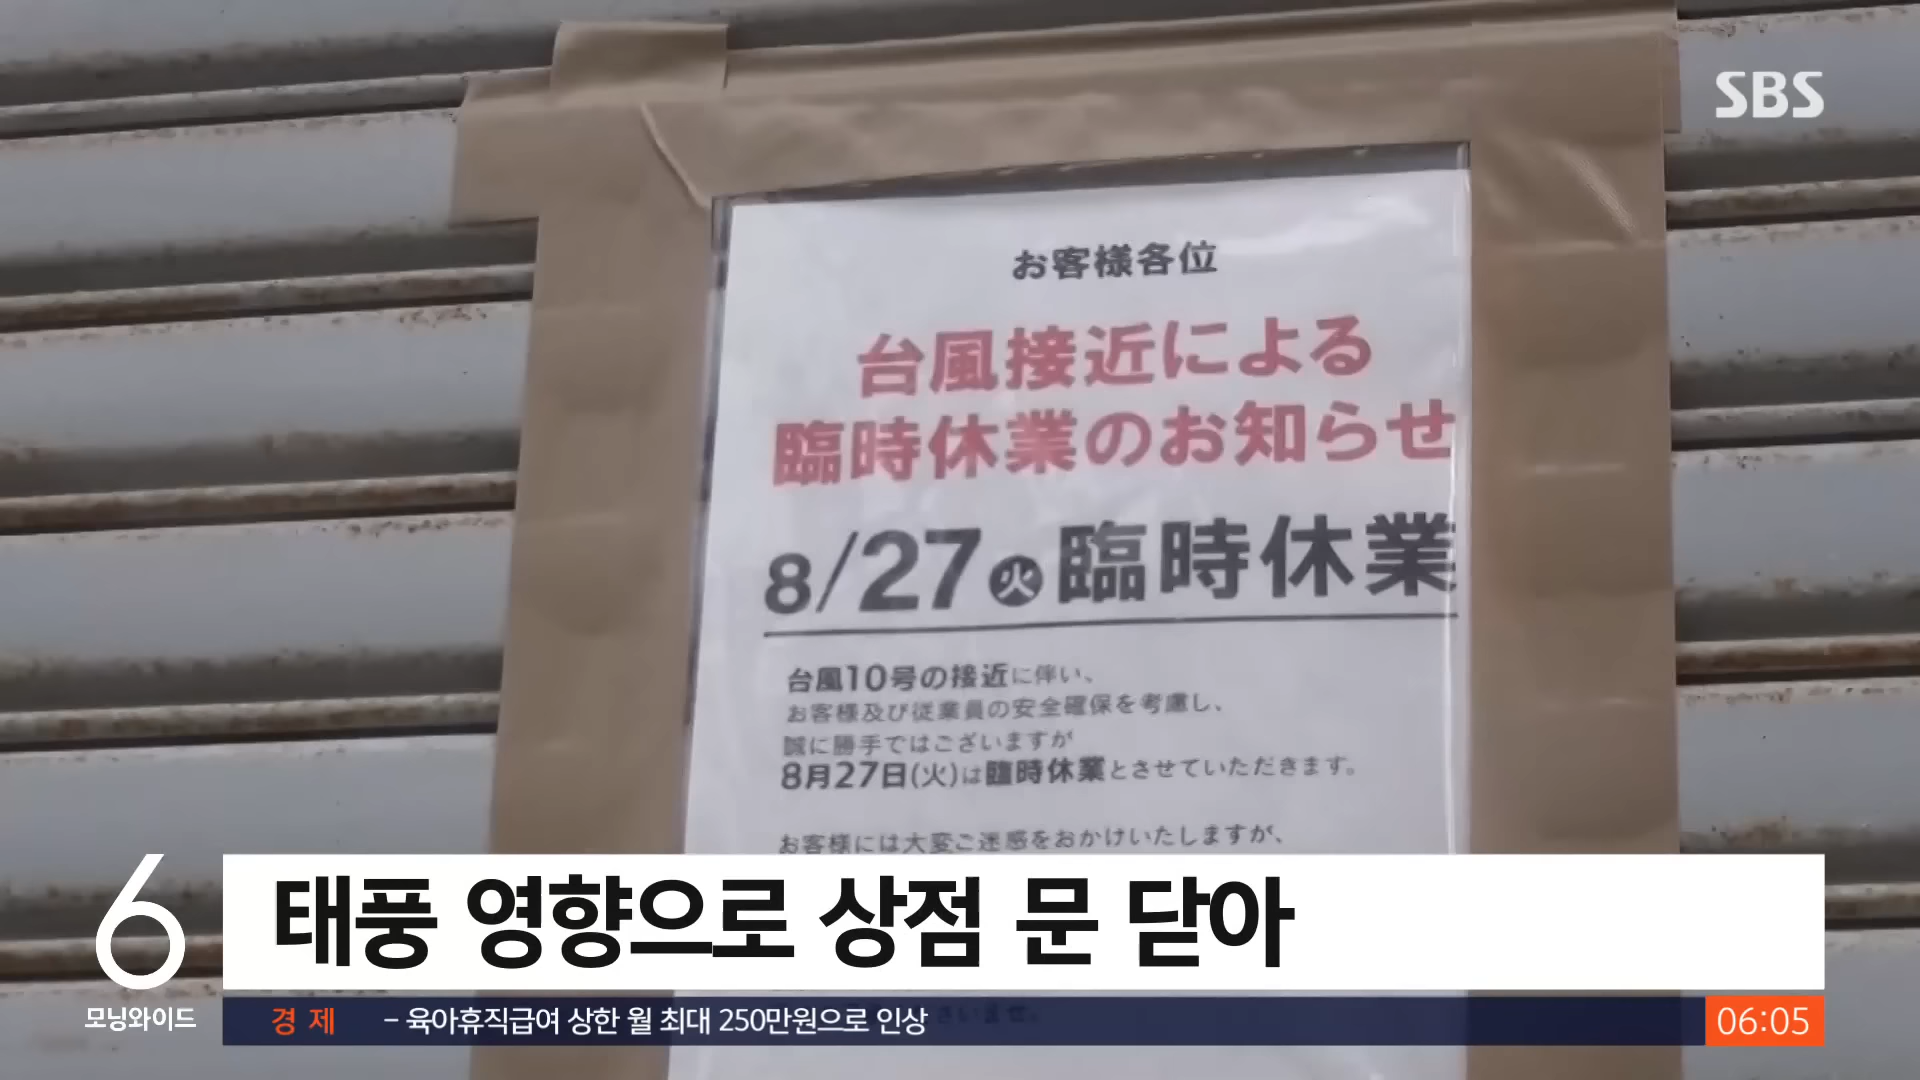 SBS
お客様各位
台風接近による
臨時休業のお知らせ
8/27火臨時休業
台風10号の接近に伴い、
お客様及び従業員の安全確保を考慮し、
誠に勝手ではございますが
8月27日(火)は臨時休業とさせていただきます。
お客様には大変ご迷惑をおかけいたしますが、
6 태풍 영향으로 상점 문 닫아
모닝와이드 경제 - 육아휴직급여 상한 월 최대 250만원으로 인상 06:05